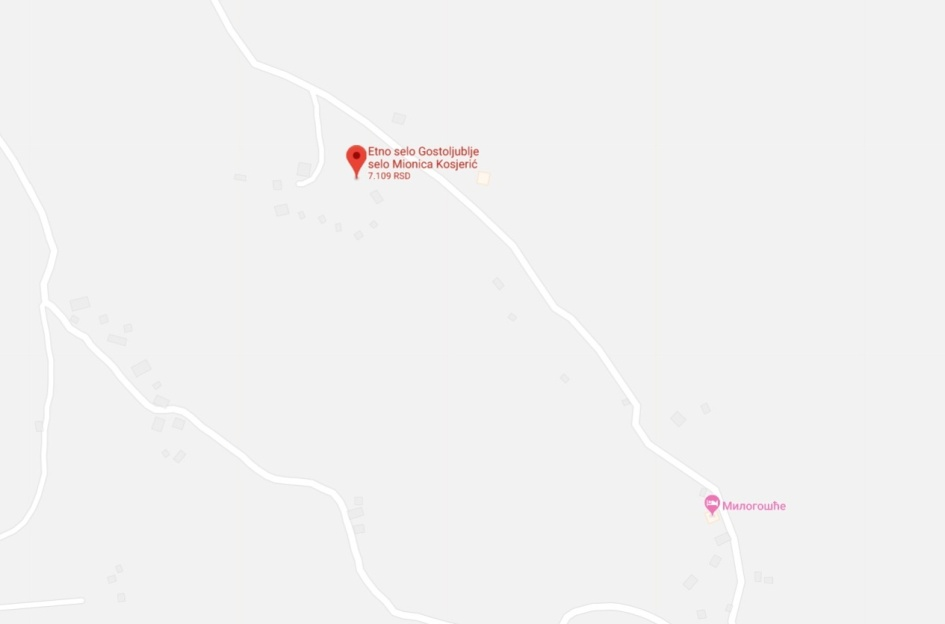 Etno selo Gostoljublje
selo Mionica Kosjerić
7.109 RSD
Милогошће